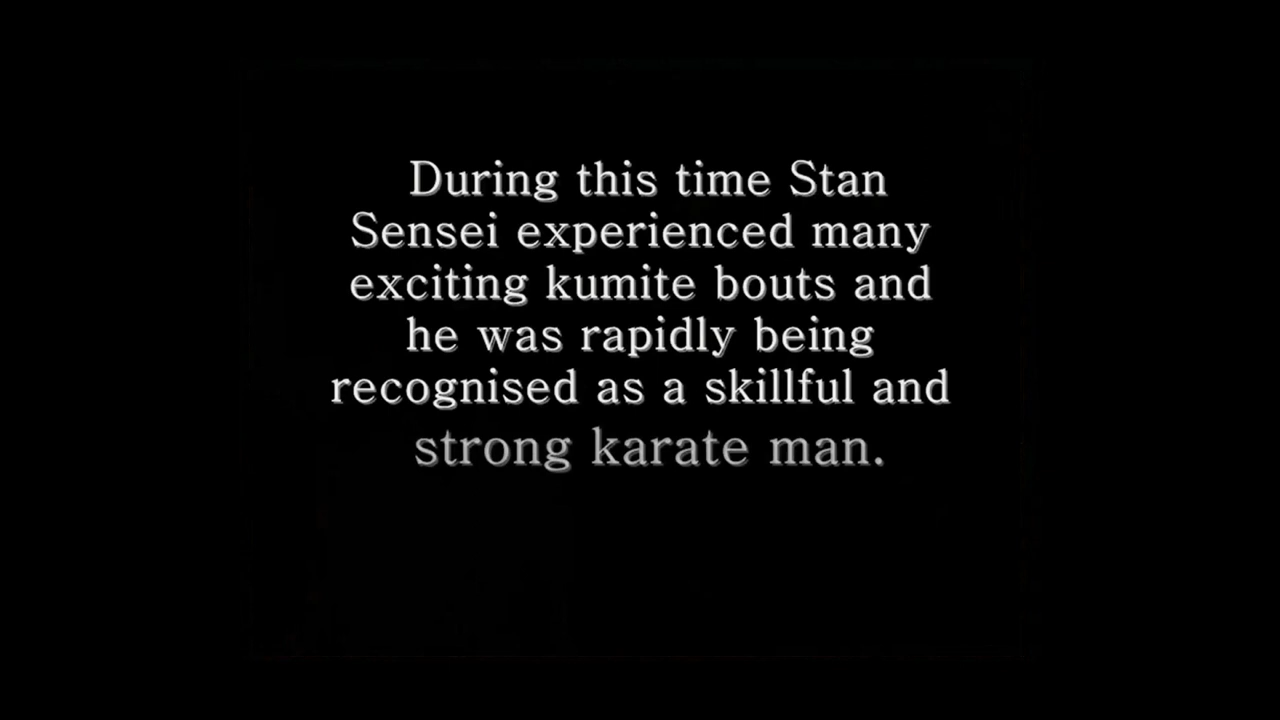 During this time Stan
Sensei experienced many
exciting kumite bouts and
he was rapidly being
recognised as a skillful and
strong karate man.